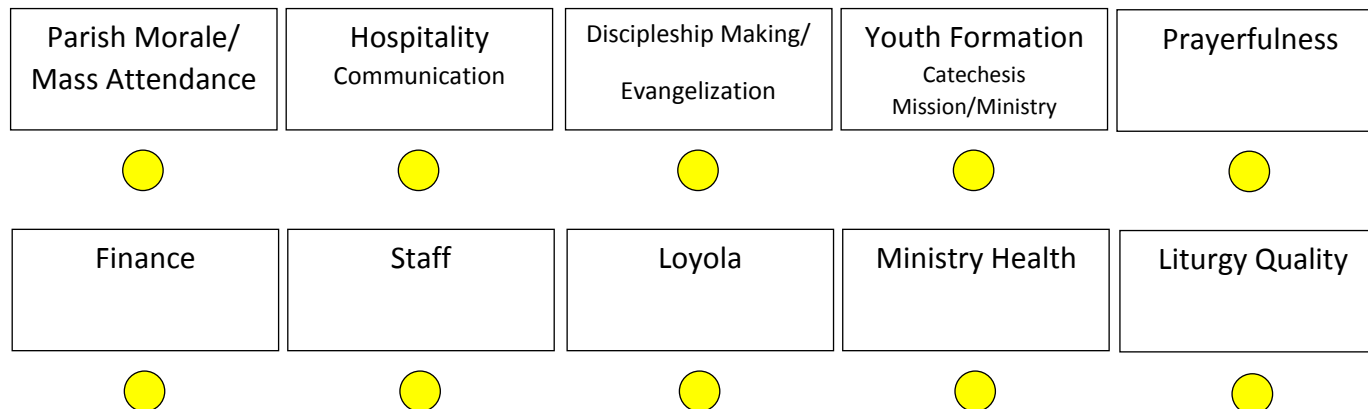 Parish Morale/
Mass Attendance
Hospitality
Communication
Discipleship Making/
Evangelization
Youth Formation
Catechesis
Mission/Ministry
Prayerfulness
Finance
Staff
Loyola
Ministry Health
Liturgy Quality